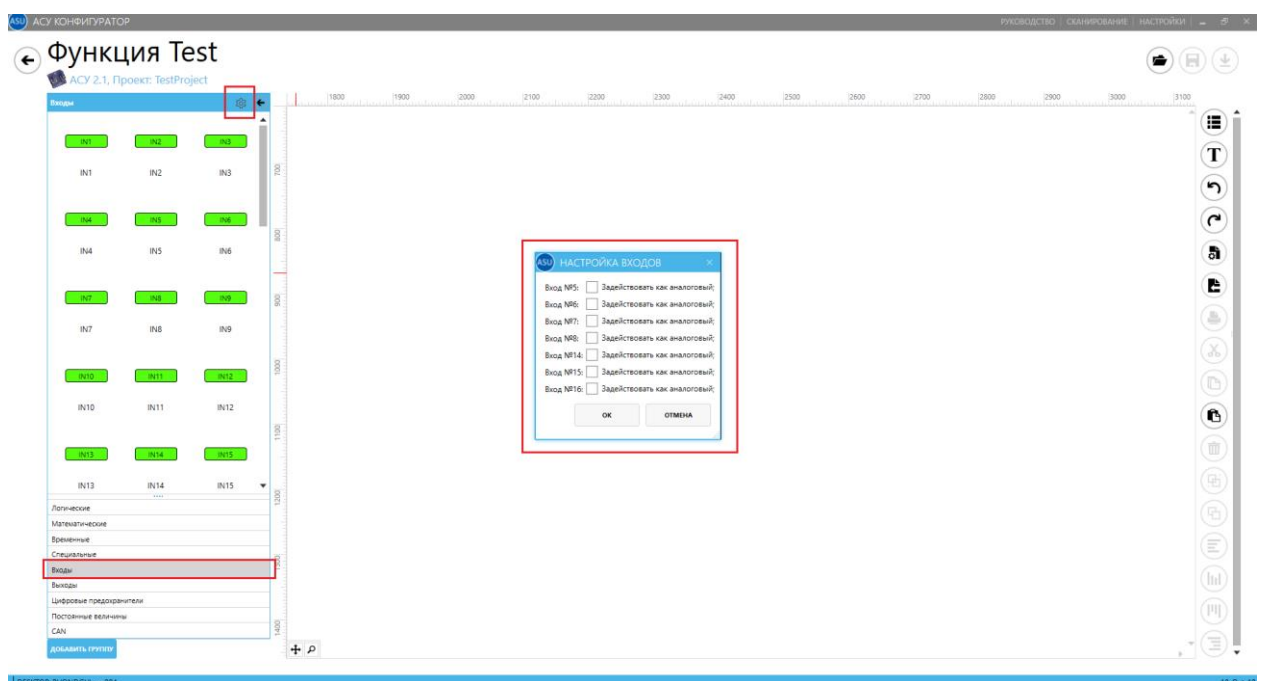 ASU АСУ КОНФИГУРАТОР
РУКОВОДСТВО | СКАНИРОВАНИЕ | НАСТРОЙКИ
Функция Test
АСУ 2.1, Проект: TestProject
Входы
1800 1900 2000 2100 2200 2300 2400 2500 2600 2700 2800 2900 3000 3100
IN1 IN2 IN3
IN1 IN2 IN3
IN4 IN5 IN6
IN4 IN5 IN6
IN7 IN8 IN9
IN7 IN8 IN9
IN10 IN11 IN12
IN10 IN11 IN12
IN13 IN14 IN15
IN13 IN14 IN15
700
800
900
1000
1100
1200
1300
1400
ASU НАСТРОЙКА ВХОДОВ
Вход №5: Задействовать как аналоговый;
Вход №6: Задействовать как аналоговый;
Вход №7: Задействовать как аналоговый;
Вход №8: Задействовать как аналоговый;
Вход №14: Задействовать как аналоговый;
Вход №15: Задействовать как аналоговый;
Вход №16: Задействовать как аналоговый;
ОК ОТМЕНА
T
Логические
Математические
Временные
Специальные
Входы
Выходы
Цифровые предохранители
Постоянные величины
CAN
ДОБАВИТЬ ГРУППУ